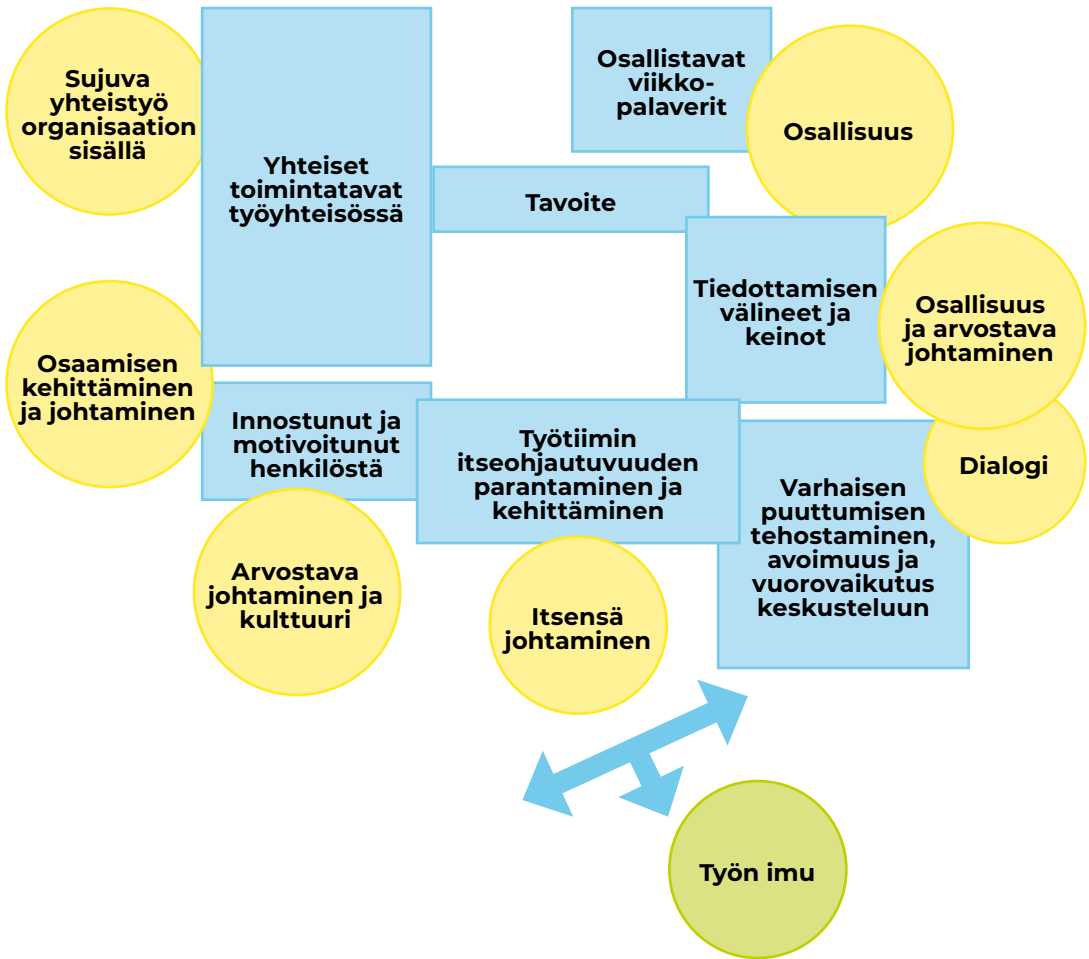 Sujuva
yhteistyö
organisaation
sisällä
Yhteiset
toimintatavat
työyhteisössä
Osallistavat
viikko-
palaverit
Osallisuus
Tavoite
Tiedottamisen
välineet ja
keinot
Osallisuus
ja arvostava
johtaminen
Osaamisen
kehittäminen
ja johtaminen
Innostunut ja
motivoitunut
henkilöstä
Työtiimin
itseohjautuvuuden
parantaminen ja
kehittäminen
Dialogi
Varhaisen
puuttumisen
tehostaminen,
avoimuus ja
vuorovaikutus
keskusteluun
Arvostava
johtaminen ja
kulttuuri
Itsensä
johtaminen
Työn imu